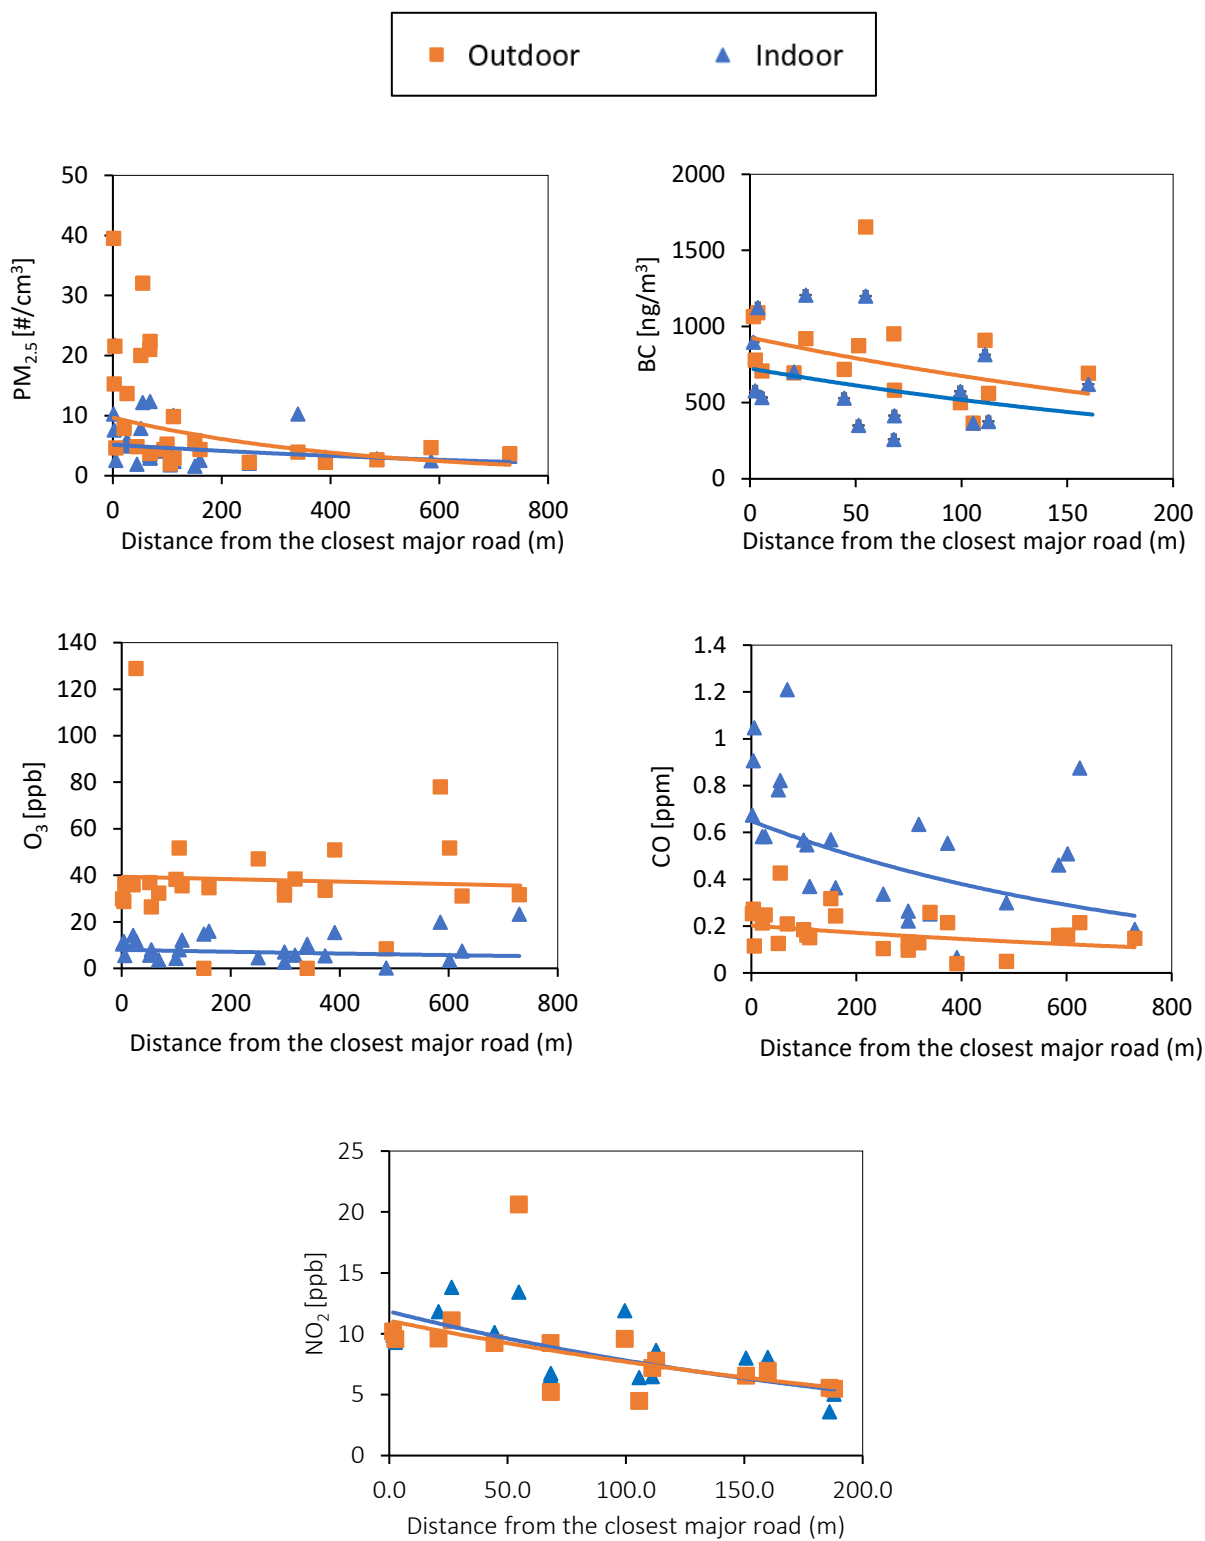 Outdoor Indoor
PM2.5 [#/cm³]
50
40
30
20
10
0
0 200 400 600 800
Distance from the closest major road (m)
BC [ng/m³]
2000
1500
1000
500
0
0 50 100 150 200
Distance from the closest major road (m)
O3 [ppb]
140
120
100
80
60
40
20
0
0 200 400 600 800
Distance from the closest major road (m)
CO [ppm]
1.4
1.2
1
0.8
0.6
0.4
0.2
0
0 200 400 600 800
Distance from the closest major road (m)
NO2 [ppb]
25
20
15
10
5
0
0.0 50.0 100.0 150.0 200.0
Distance from the closest major road (m)